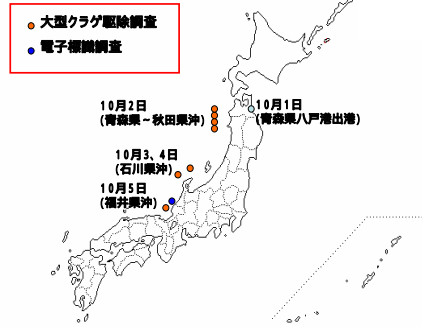 大型クラゲ駆除調査
電子標識調査
10月2日
(青森県～秋田県沖)
10月1日
(青森県八戸港出港)
10月3、4日
(石川県沖)
10月5日
(福井県沖)